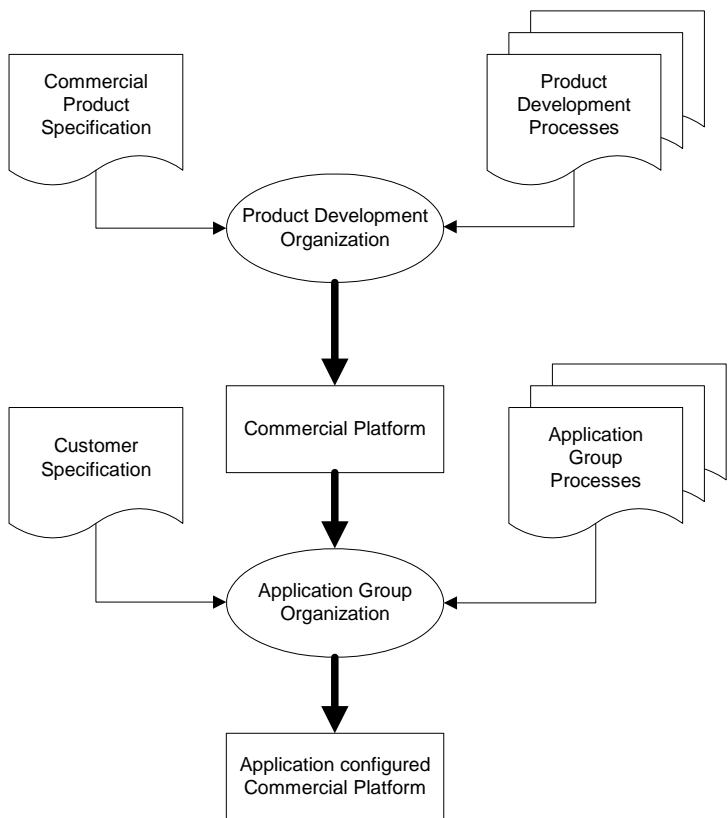 Commercial
Product
Specification
Product
Development
Processes
Product Development
Organization
Commercial Platform
Customer
Specification
Application
Group
Processes
Application Group
Organization
Application configured
Commercial Platform